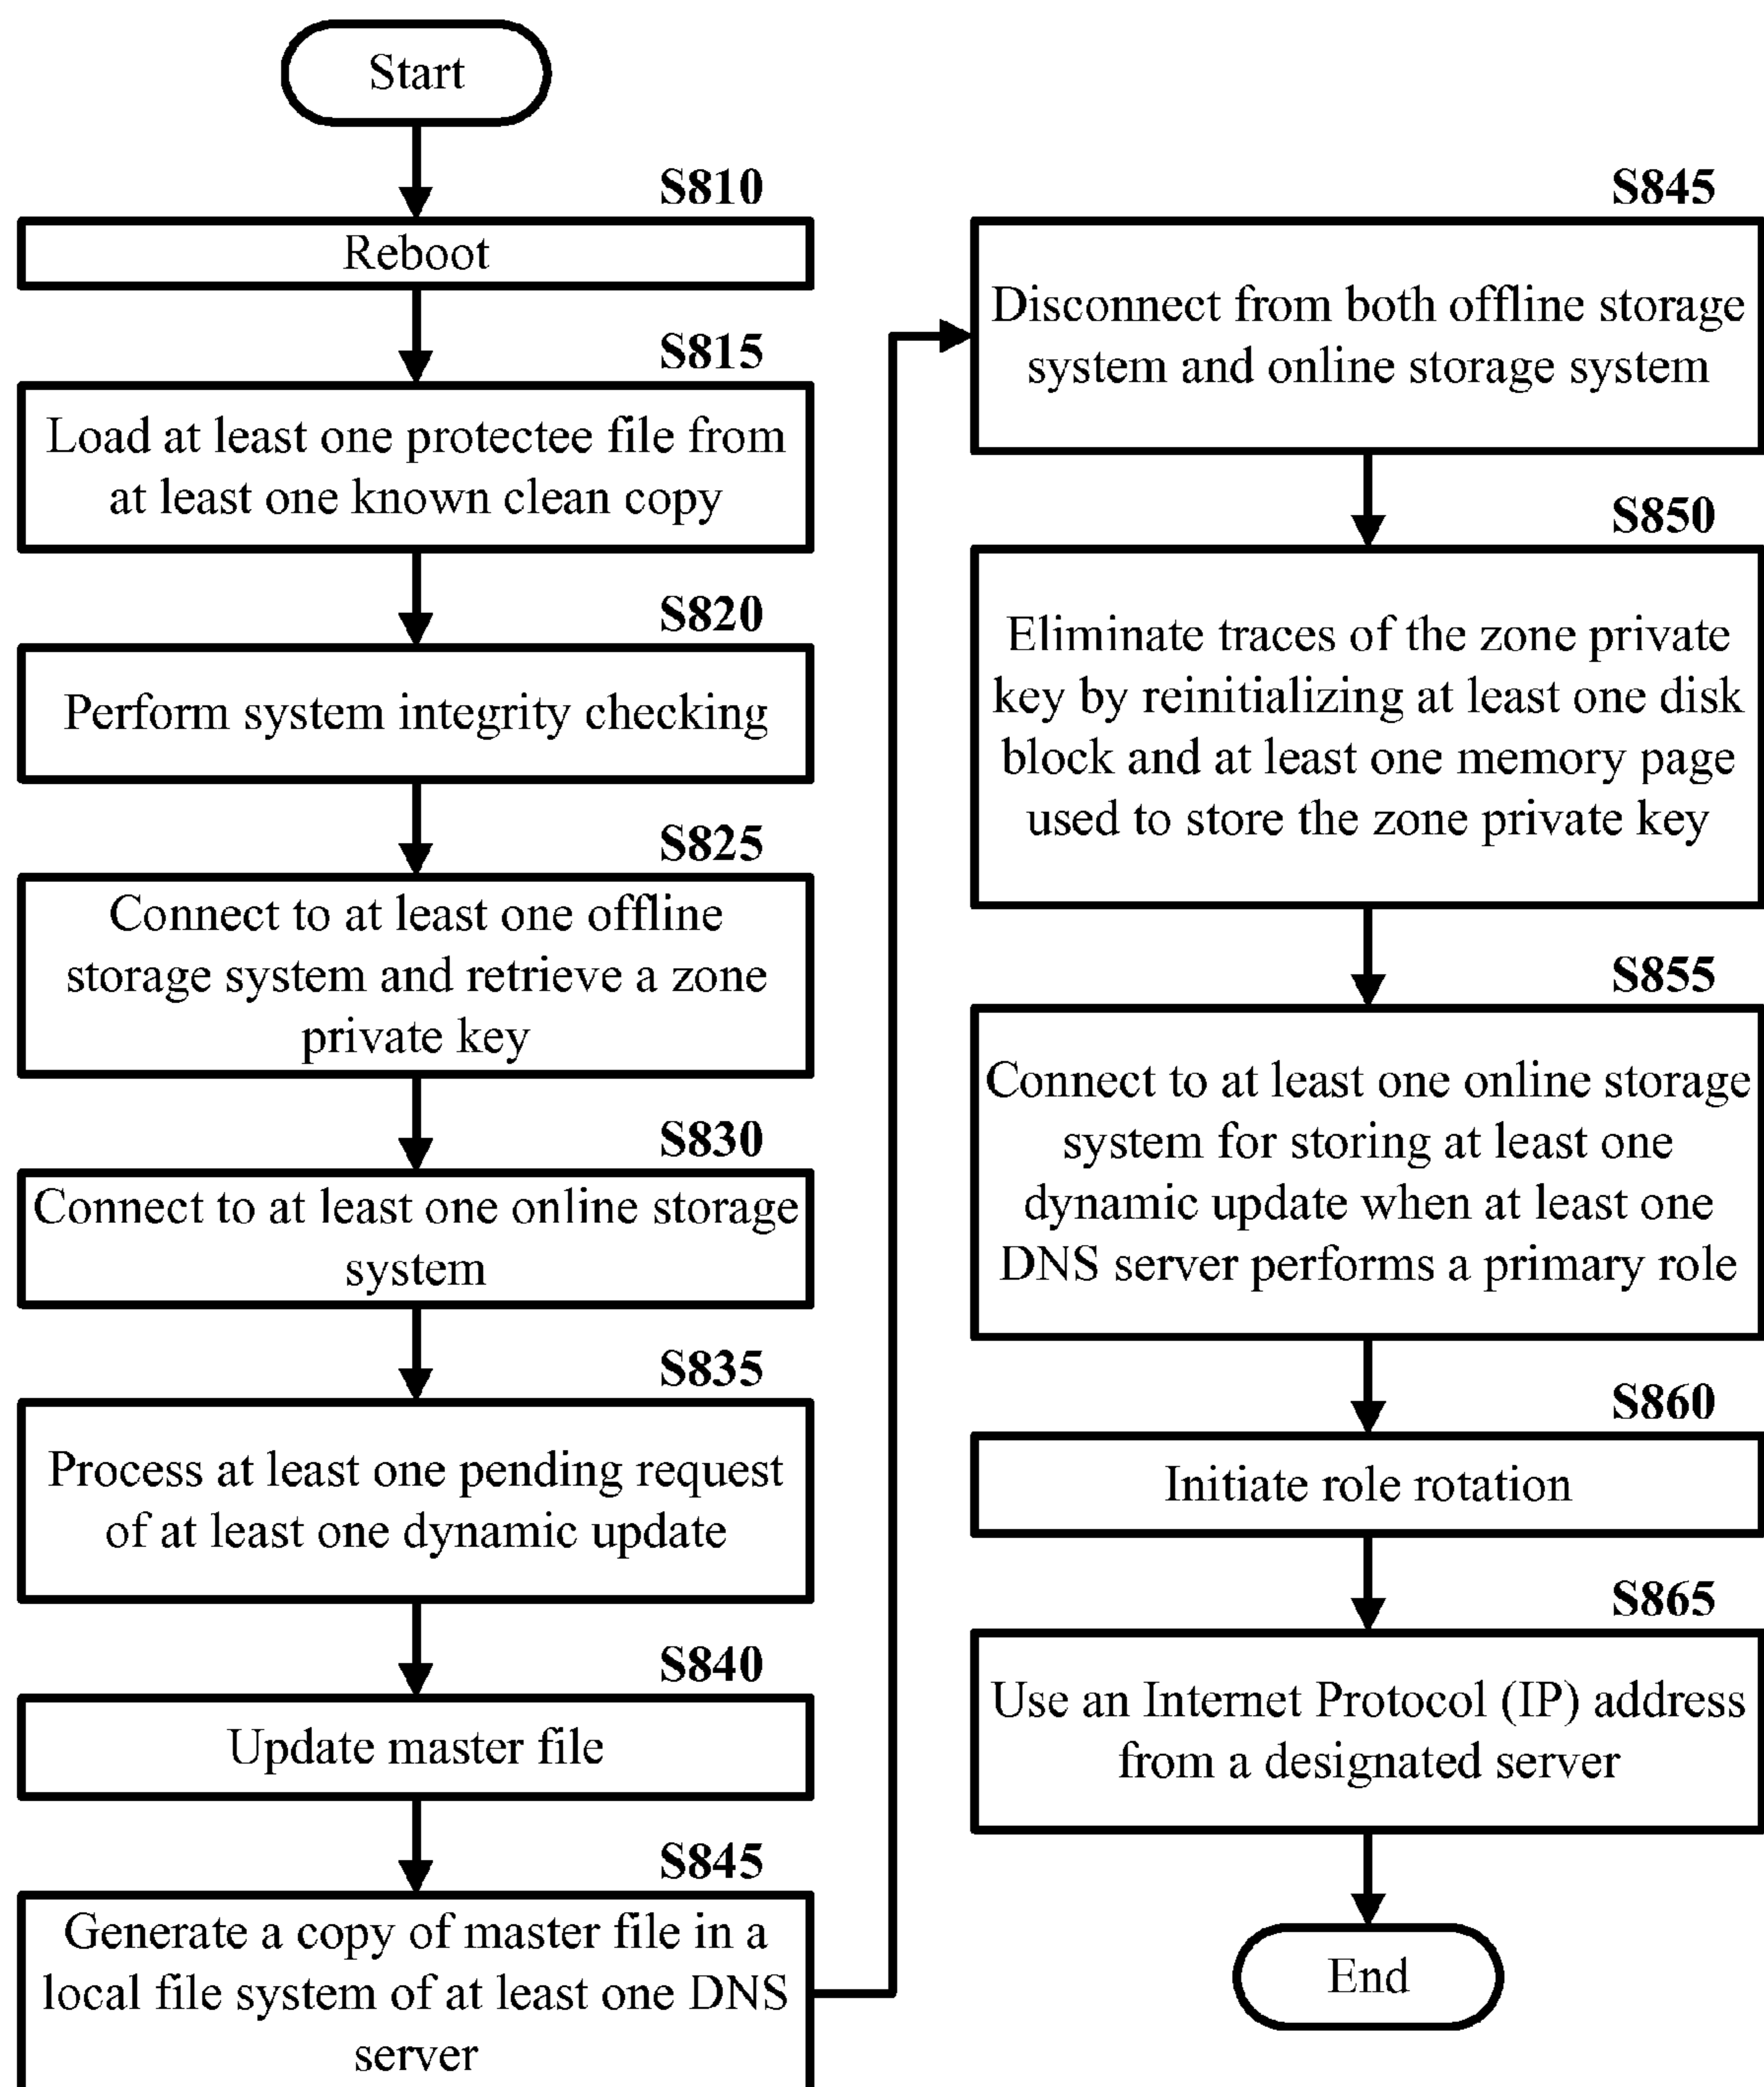 Start
S810
Reboot
S815
Load at least one protectee file from
at least one known clean copy
S820
Perform system integrity checking
S825
Connect to at least one offline
storage system and retrieve a zone
private key
S830
Connect to at least one online storage
system
S835
Process at least one pending request
of at least one dynamic update
S840
Update master file
S845
Generate a copy of master file in a
local file system of at least one DNS
server
S845
Disconnect from both offline storage
system and online storage system
S850
Eliminate traces of the zone private
key by reinitializing at least one disk
block and at least one memory page
used to store the zone private key
S855
Connect to at least one online storage
system for storing at least one
dynamic update when at least one
DNS server performs a primary role
S860
Initiate role rotation
S865
Use an Internet Protocol (IP) address
from a designated server
End